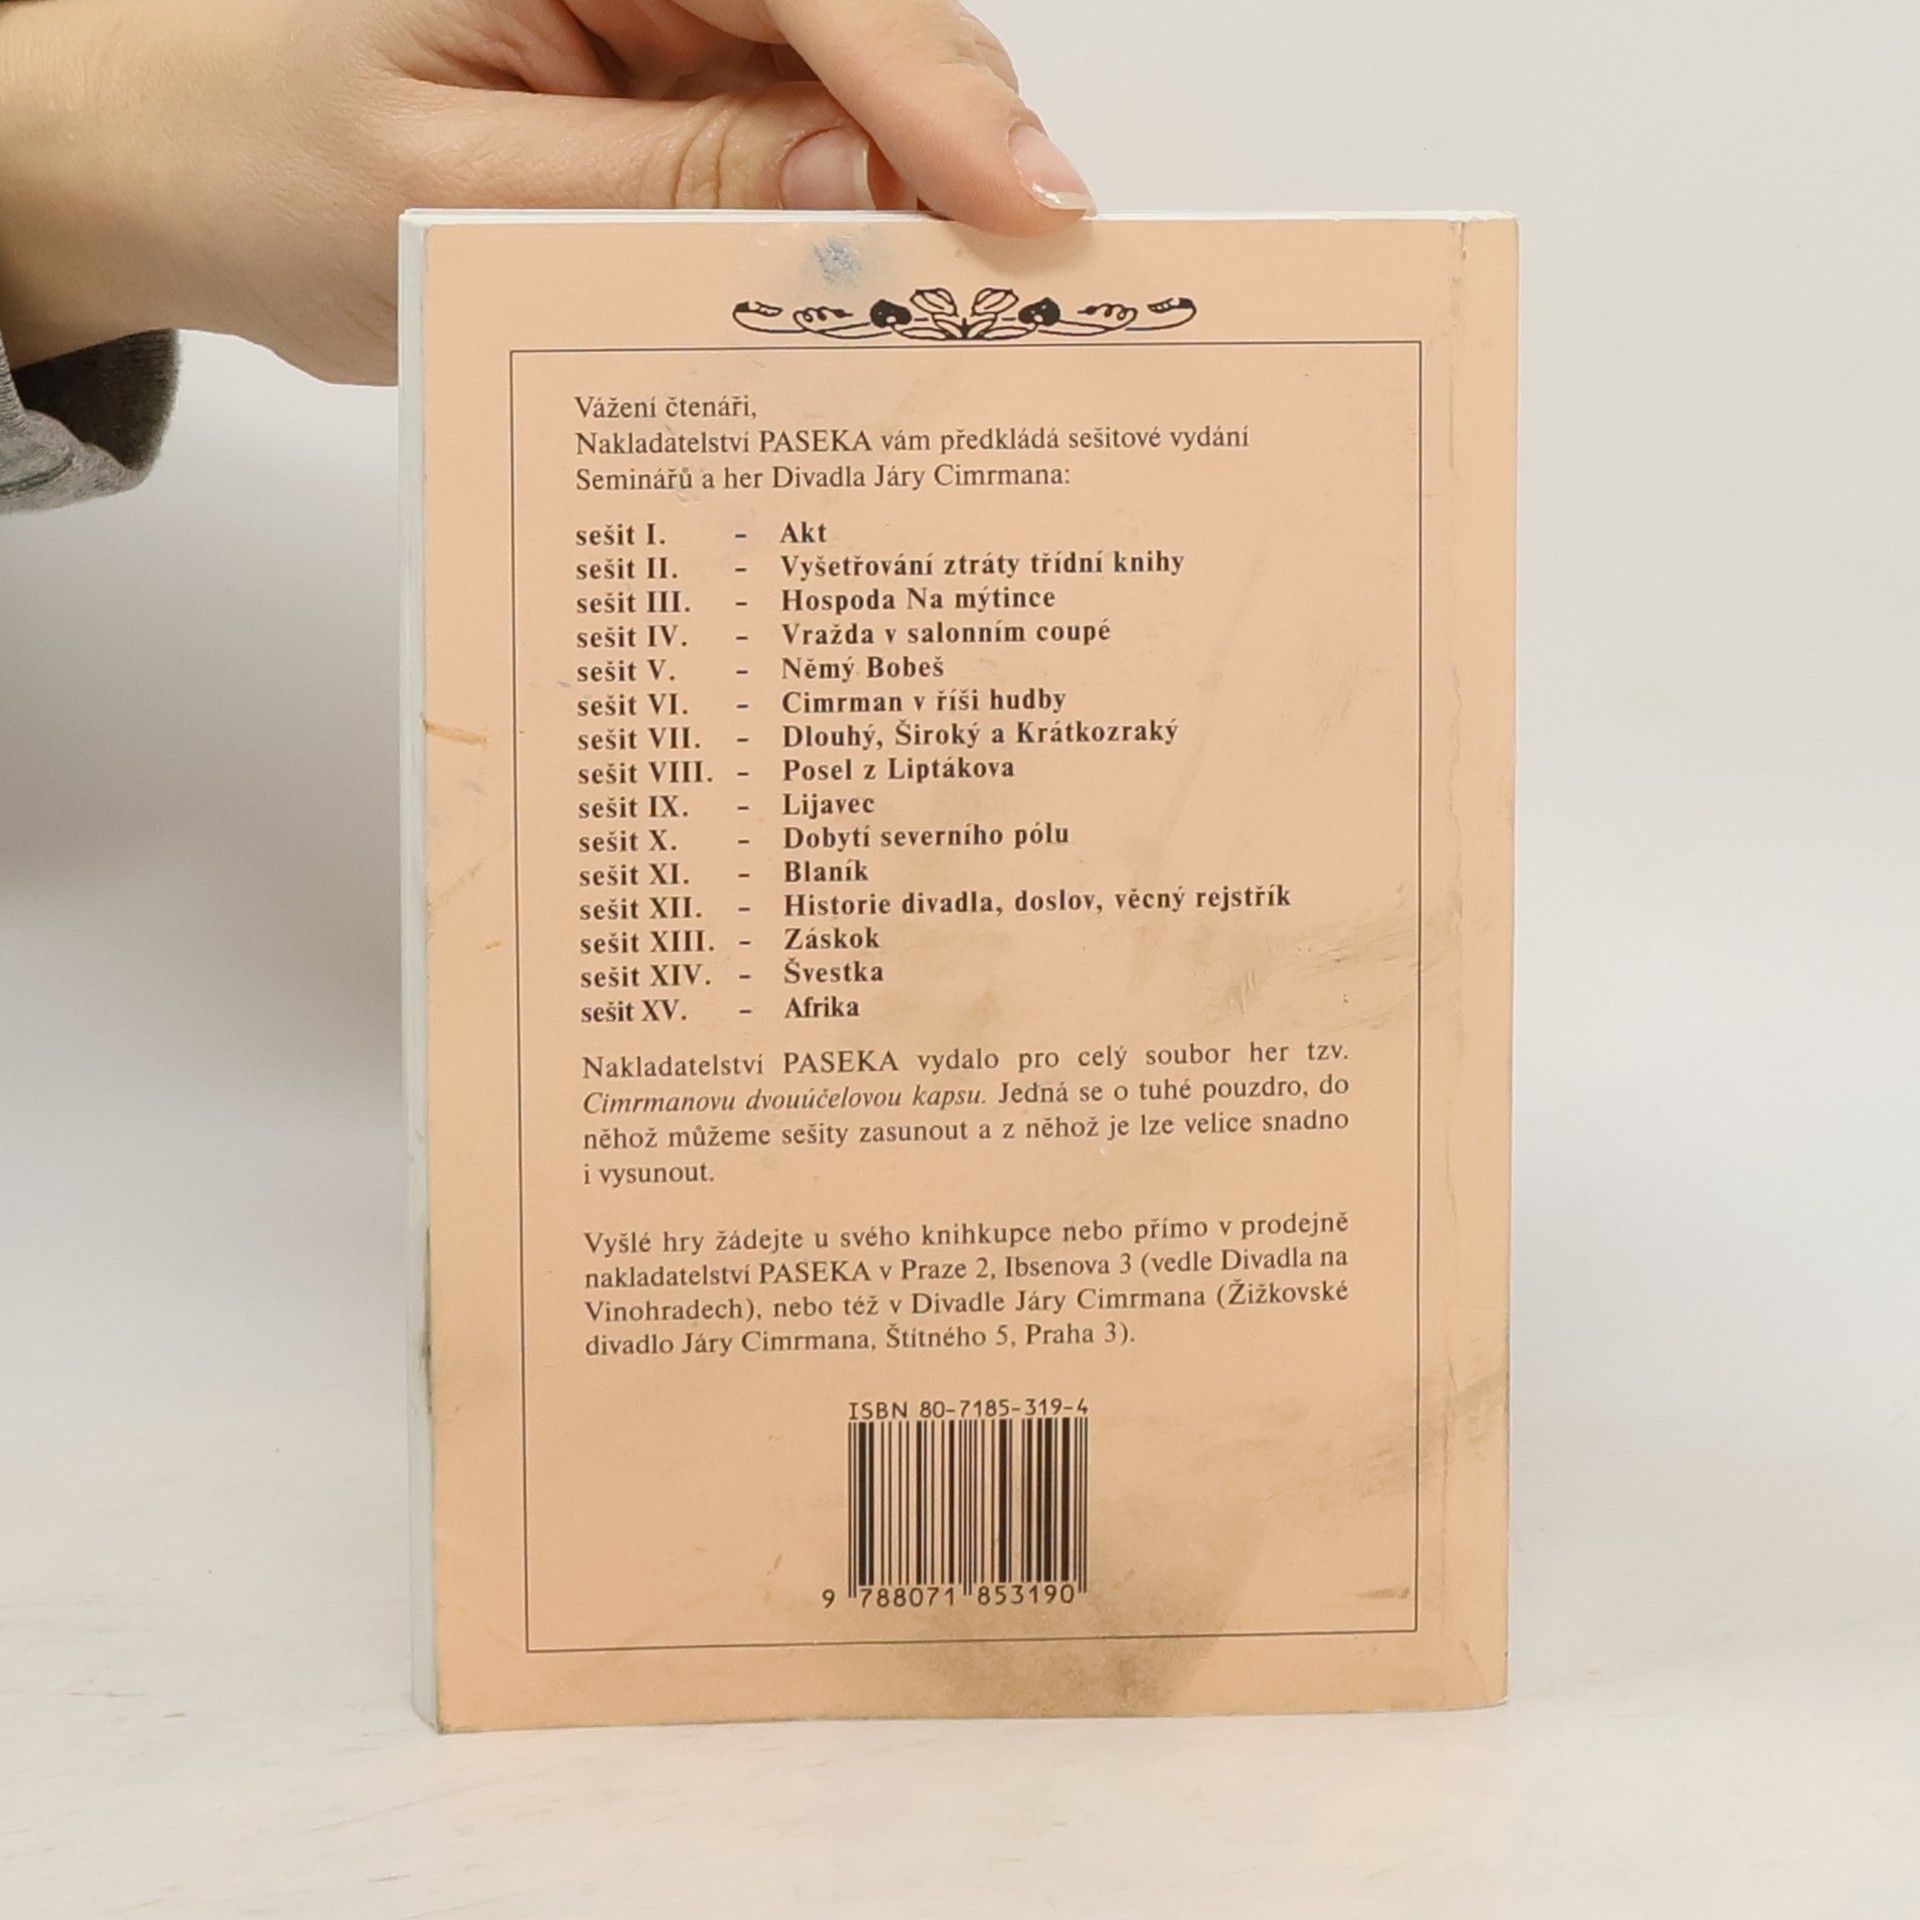 Vážení čtenáři,
Nakladatelství PASEKA vám předkládá sešitové vydání
Seminářů a her Divadla Járy Cimrmana:
sešit I. – Akt
sešit II. – Vyšetřování ztráty třídní knihy
sešit III. – Hospoda Na mýtince
sešit IV. – Vražda v salonním coupé
sešit V. – Němý Bobeš
sešit VI. – Cimrman v říši hudby
sešit VII. – Dlouhý, Široký a Krátkozraký
sešit VIII. – Posel z Liptákova
sešit IX. – Lijavec
sešit X. – Dobytí severního pólu
sešit XI. – Blaník
sešit XII. – Historie divadla, doslov, věcný rejstřík
sešit XIII. – Záskok
sešit XIV. – Švestka
sešit XV. – Afrika
Nakladatelství PASEKA vydalo pro celý soubor her tzv.
Cimrmanovu dvouúčelovou kapsu. Jedná se o tuhé pouzdro, do
něhož můžeme sešity zasunout a z něhož je lze velice snadno
i vysunout.
Vyšlé hry žádejte u svého knihkupce nebo přímo v prodejně
nakladatelství PASEKA v Praze 2, Ibsenova 3 (vedle Divadla na
Vinohradech), nebo též v Divadle Járy Cimrmana (Žižkovské
divadlo Járy Cimrmana, Štítného 5, Praha 3).
ISBN 80-7185-319-4
9 788071 853190